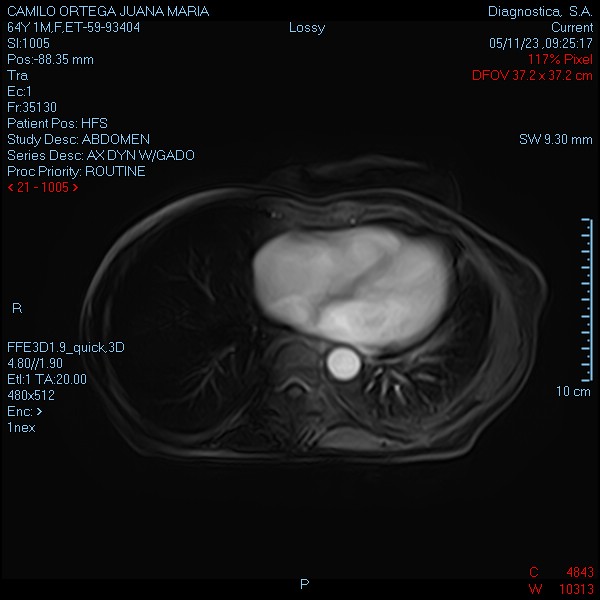 CAMILO ORTEGA JUANA MARIA
64Y 1M,F,ET-59-93404
SI:1005
Pos:-88.35 mm
Tra
Ec:1
Fr:35130
Patient Pos: HFS
Study Desc: ABDOMEN
Series Desc: AX DYN W/GADO
Proc Priority: ROUTINE
< 21 - 1005 >
Lossy
Diagnostica, S.A.
Current
05/11/23 ,09:25:17
117% Pixel
DFOV 37.2 x 37.2 cm
SW 9.30 mm
R
FFE3D1.9_quick,3D
4.80//1.90
Etl:1 TA:20.00
480x512
Enc: >
1nex
10 cm
P
C 4843
W 10313